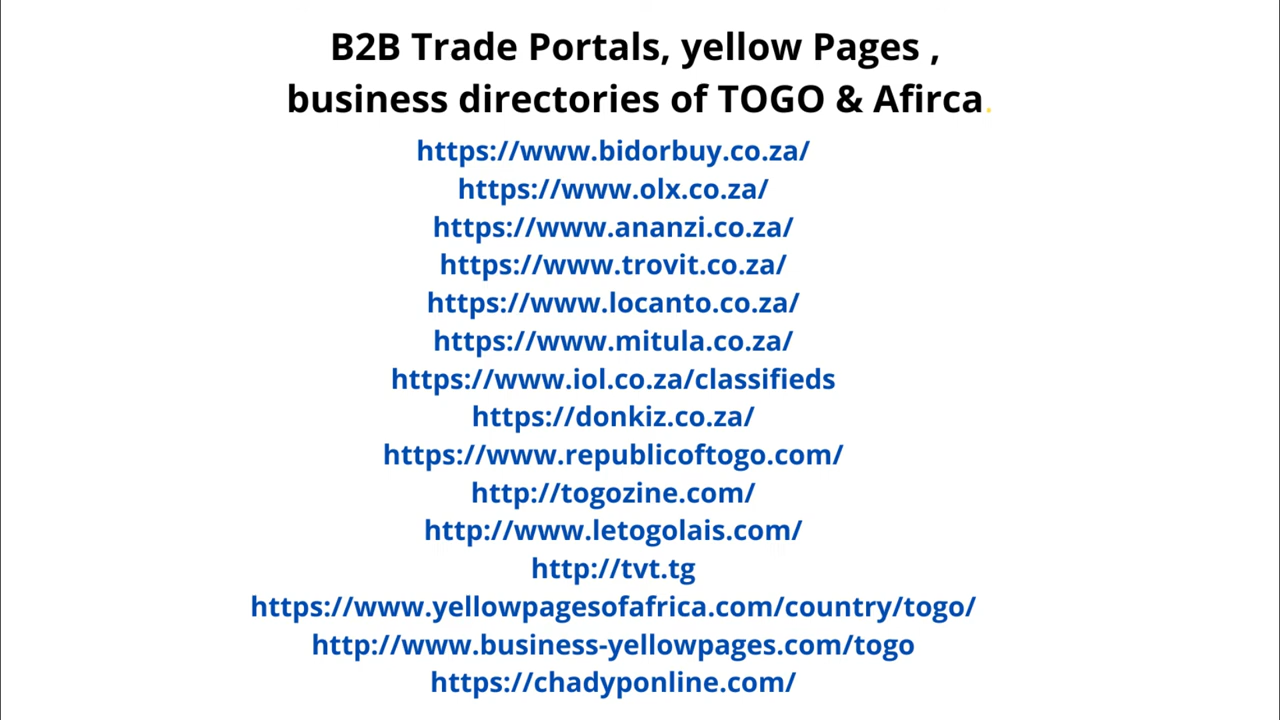 B2B Trade Portals, yellow Pages ,
business directories of TOGO & Afirca.
https://www.bidorbuy.co.za/
https://www.olx.co.za/
https://www.ananzi.co.za/
https://www.trovit.co.za/
https://www.locanto.co.za/
https://www.mitula.co.za/
https://www.iol.co.za/classifieds
https://donkiz.co.za/
https://www.republicoftogo.com/
http://togozine.com/
http://www.letogolais.com/
http://tvt.tg
https://www.yellowpagesofafrica.com/country/togo/
http://www.business-yellowpages.com/togo
https://chadyponline.com/